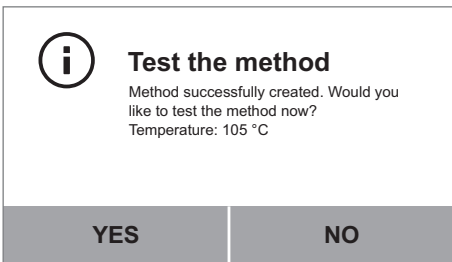 Test the method
Method successfully created. Would you
like to test the method now?
Temperature: 105 °C
YES
NO